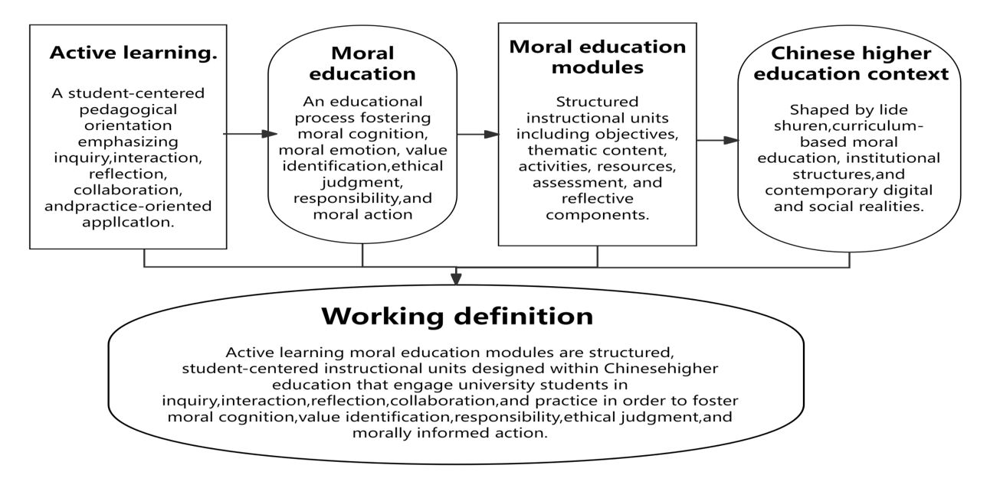 Active learning.
A student-centered
pedagogical
orientation
emphasizing
inquiry,interaction,
reflection,
collaboration,
andpractice-oriented
appllcatlon.
Moral
education
An educational
process fostering
moral cognition,
moral emotion, value
identification,ethical
judgment,
responsibility,and
moral action
Moral education
modules
Structured
instructional units
including objectives,
thematic content,
activities, resources,
assessment, and
reflective
components.
Chinese higher
education context
Shaped by lide
shuren,curriculum-
based moral
education, institutional
structures,and
contemporary digital
and social realities.
Working definition
Active learning moral education modules are structured,
student-centered instructional units designed within Chinesehigher
education that engage university students in
inquiry,interaction,reflection,collaboration,and practice in order to foster
moral cognition,value identification,responsibility,ethical judgment,and
morally informed action.